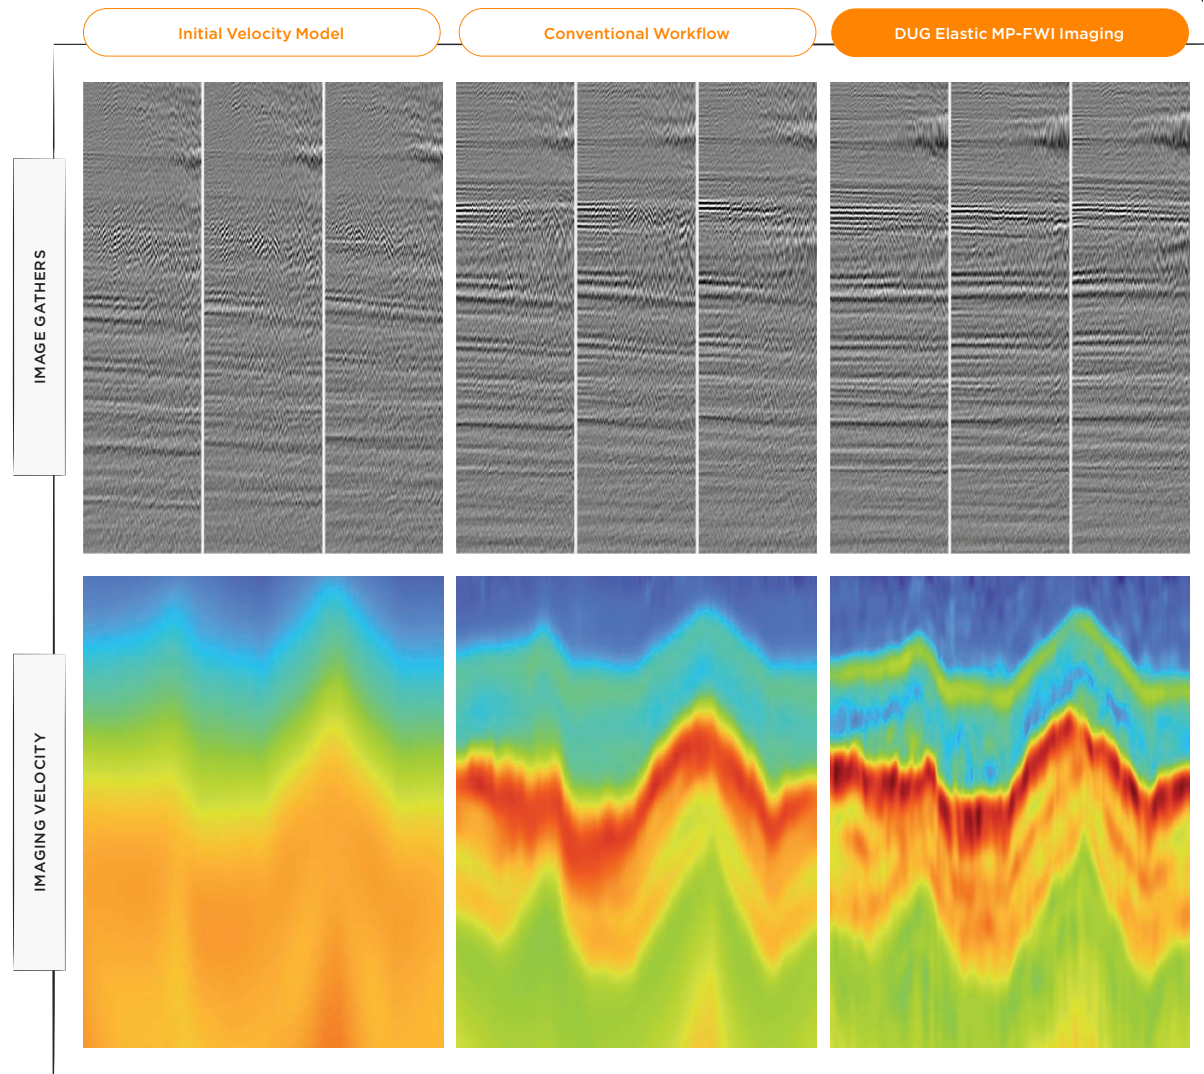 Initial Velocity Model
Conventional Workflow
DUG Elastic MP-FWI Imaging
IMAGE GATHERS
IMAGING VELOCITY